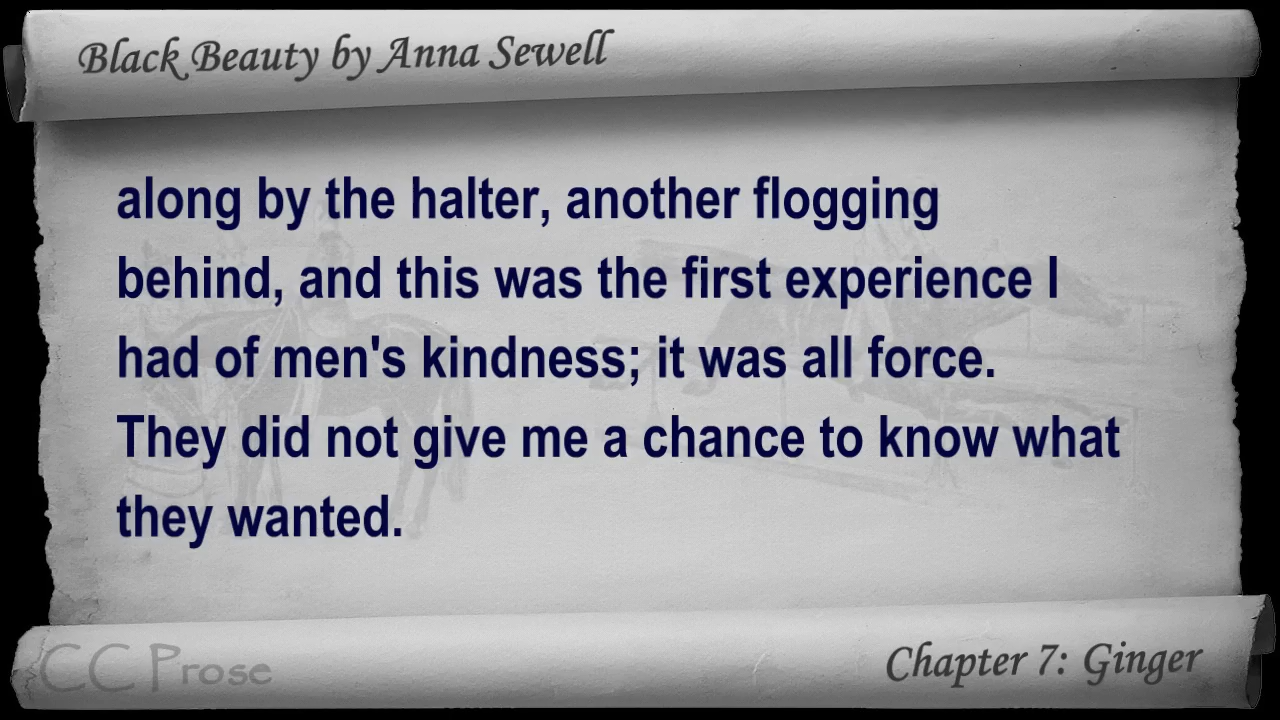 Black Beauty by Anna Sewell
along by the halter, another flogging
behind, and this was the first experience I
had of men's kindness; it was all force.
They did not give me a chance to know what
they wanted.
CC Prose
Chapter 7: Ginger